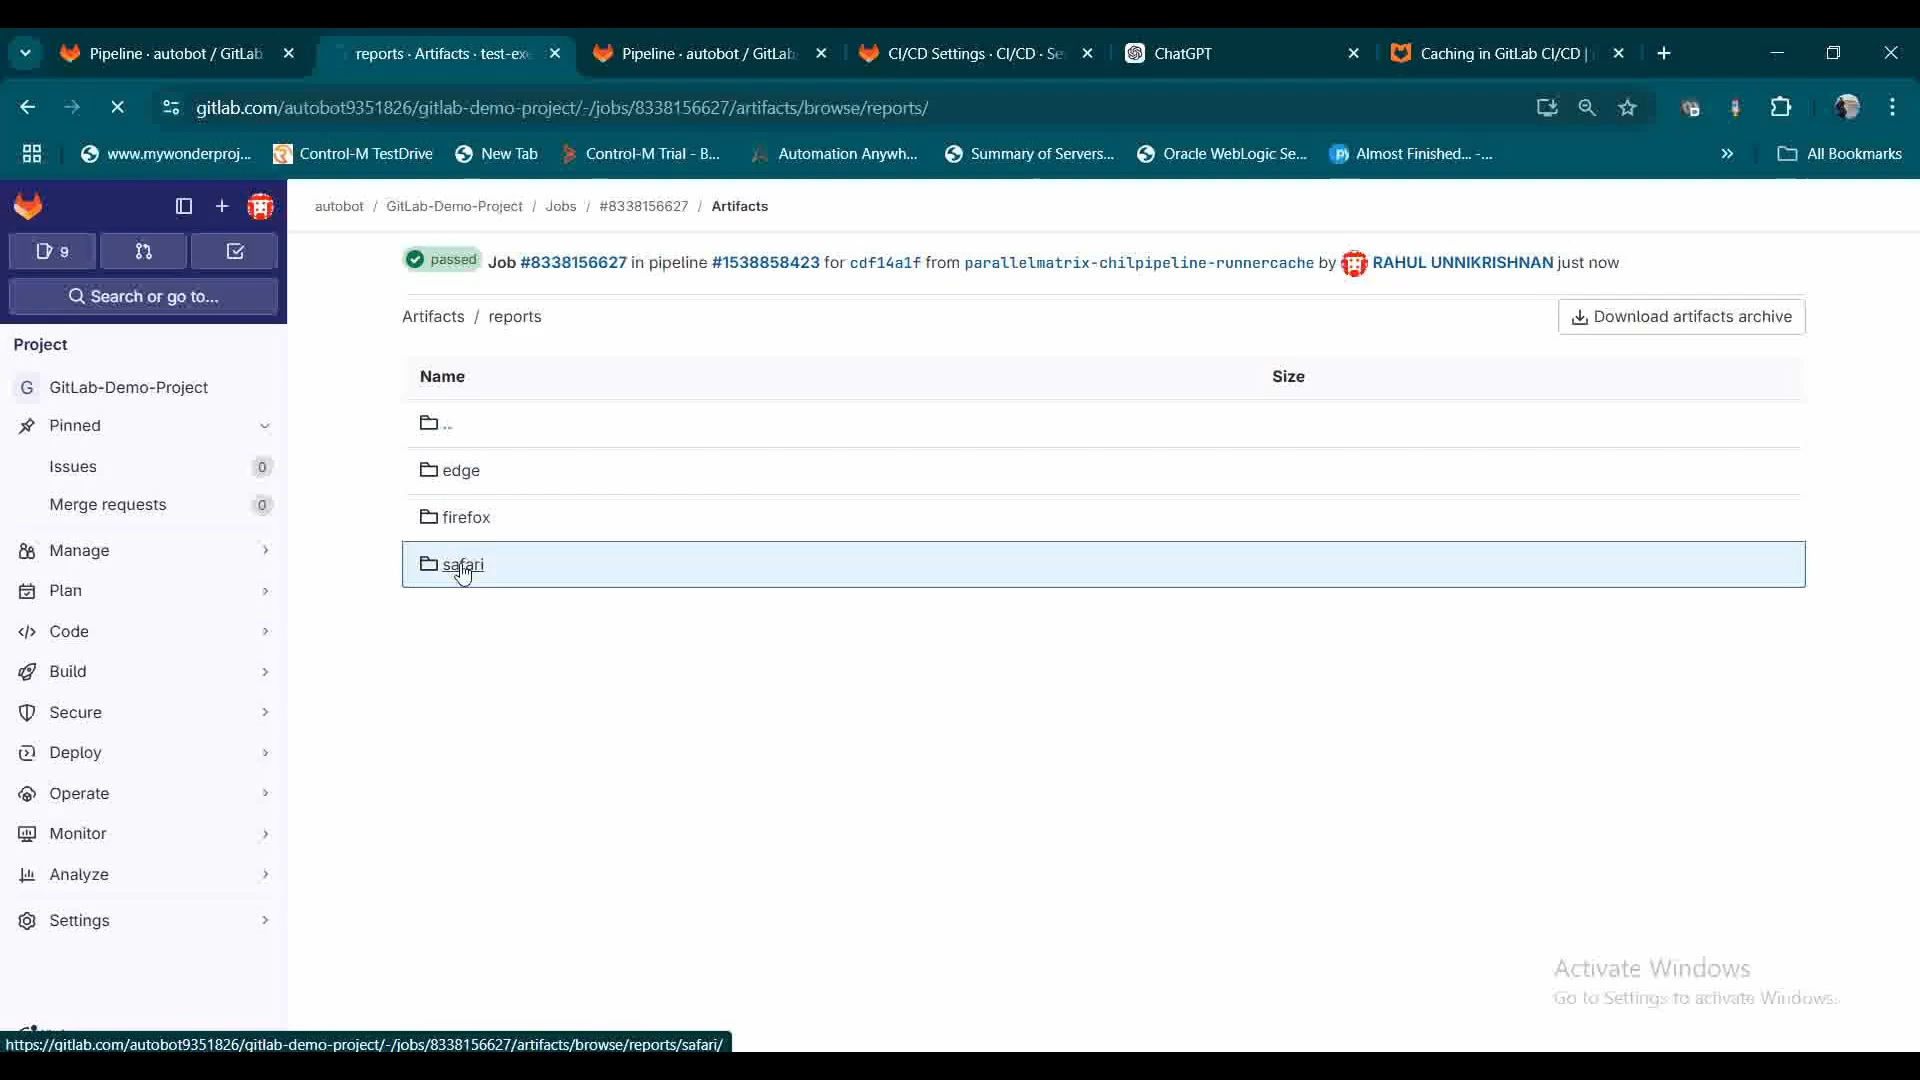 Pipeline · autobot / GitLab
reports · Artifacts · test-exe
Pipeline · autobot / GitLab
CI/CD Settings · CI/CD · Se
ChatGPT
Caching in GitLab CI/CD |
gitlab.com/autobot9351826/gitlab-demo-project/-/jobs/8338156627/artifacts/browse/reports/
www.mywonderproj...
Control-M TestDrive
New Tab
Control-M Trial - B...
Automation Anywh...
Summary of Servers...
Oracle WebLogic Se...
Almost Finished... -...
All Bookmarks
autobot / GitLab-Demo-Project / Jobs / #8338156627 / Artifacts
9
Search or go to...
passed Job #8338156627 in pipeline #1538858423 for cdf14a1f from parallelmatrix-chilpipeline-runnercache by RAHUL UNNIKRISHNAN just now
Artifacts / reports
Download artifacts archive
Name Size
..
edge
firefox
safari
Project
G GitLab-Demo-Project
Pinned
Issues 0
Merge requests 0
Manage
Plan
Code
Build
Secure
Deploy
Operate
Monitor
Analyze
Settings
Activate Windows
Go to Settings to activate Windows.
https://gitlab.com/autobot9351826/gitlab-demo-project/-/jobs/8338156627/artifacts/browse/reports/safari/